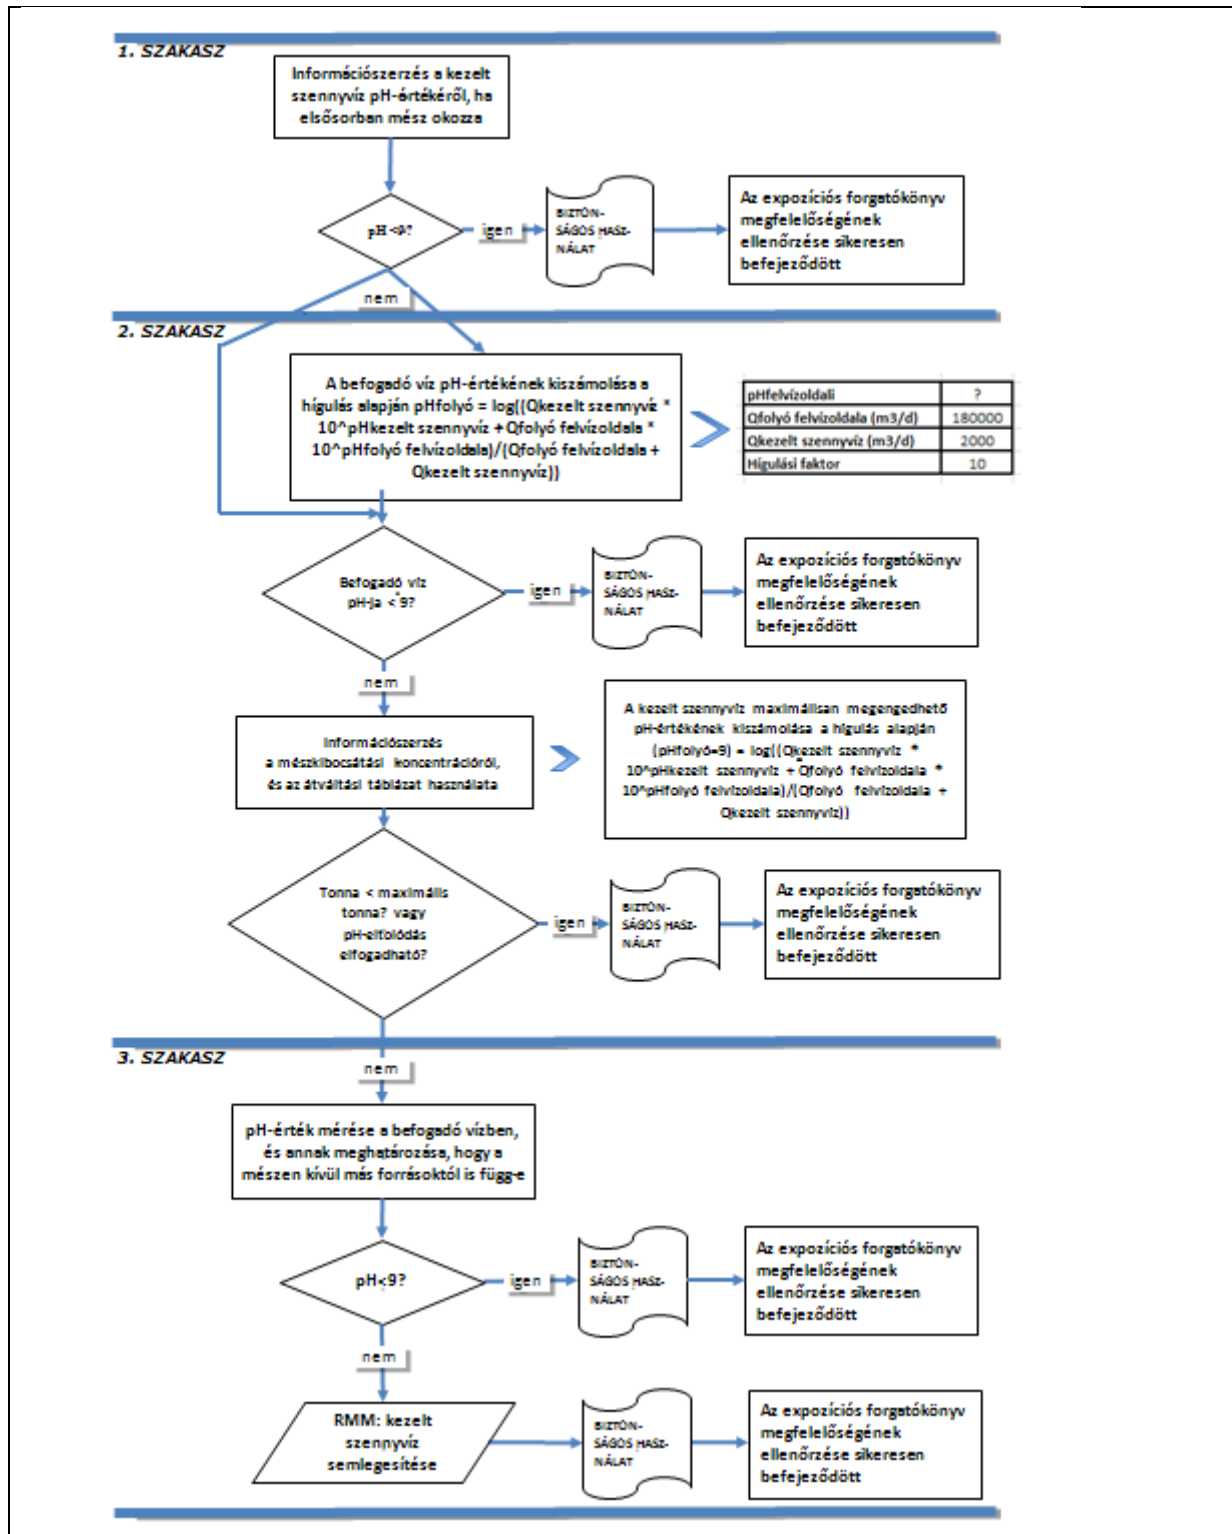 1. SZAKASZ
Információszerzés a kezelt
szennyvíz pH-értékéről, ha
elsősorban mész okozza
pH <9?
igen
BIZTÓN-
SÁGOS HASZ-
NÁLAT
Az expozíciós forgatókönyv
megfelelőségének
ellenőrzése sikeresen
befejeződött
nem
2. SZAKASZ
A befogadó víz pH-értékének kiszámolása a
hígulás alapján pHfolyó = log((Qkezelt szennyvíz *
10^pHkezelt szennyvíz + Qfolyó felvízoldala *
10^pHfolyó felvízoldala)/(Qfolyó felvízoldala +
Qkezelt szennyvíz))
pHfelvízoldali ?
Qfolyó felvízoldala (m3/d) 180000
Qkezelt szennyvíz (m3/d) 2000
Hígulási faktor 10
Befogadó víz
pH-ja < 9?
igen
BIZTÓN-
SÁGOS HASZ-
NÁLAT
Az expozíciós forgatókönyv
megfelelőségének
ellenőrzése sikeresen
befejeződött
nem
Információszerzés
a mészkibocsátási koncentrációról,
és az átváltási táblázat használata
A kezelt szennyvíz maximálisan megengedhető
pH-értékének kiszámolása a hígulás alapján
(pHfolyó=9) = log((Qkezelt szennyvíz *
10^pHkezelt szennyvíz + Qfolyó felvízoldala *
10^pHfolyó felvízoldala)/(Qfolyó felvízoldala +
Qkezelt szennyvíz))
Tonna < maximális
tonna? vagy
pH-eltolódás
elfogadható?
igen
BIZTÓN-
SÁGOS HASZ-
NÁLAT
Az expozíciós forgatókönyv
megfelelőségének
ellenőrzése sikeresen
befejeződött
3. SZAKASZ
nem
pH-érték mérése a befogadó vízben,
és annak meghatározása, hogy a
mészen kívül más forrásoktól is függ-e
pH<9?
igen
BIZTÓN-
SÁGOS HASZ-
NÁLAT
Az expozíciós forgatókönyv
megfelelőségének
ellenőrzése sikeresen
befejeződött
nem
RMM: kezelt
szennyvíz
semlegesítése
BIZTÓN-
SÁGOS HASZ-
NÁLAT
Az expozíciós forgatókönyv
megfelelőségének
ellenőrzése sikeresen
befejeződött